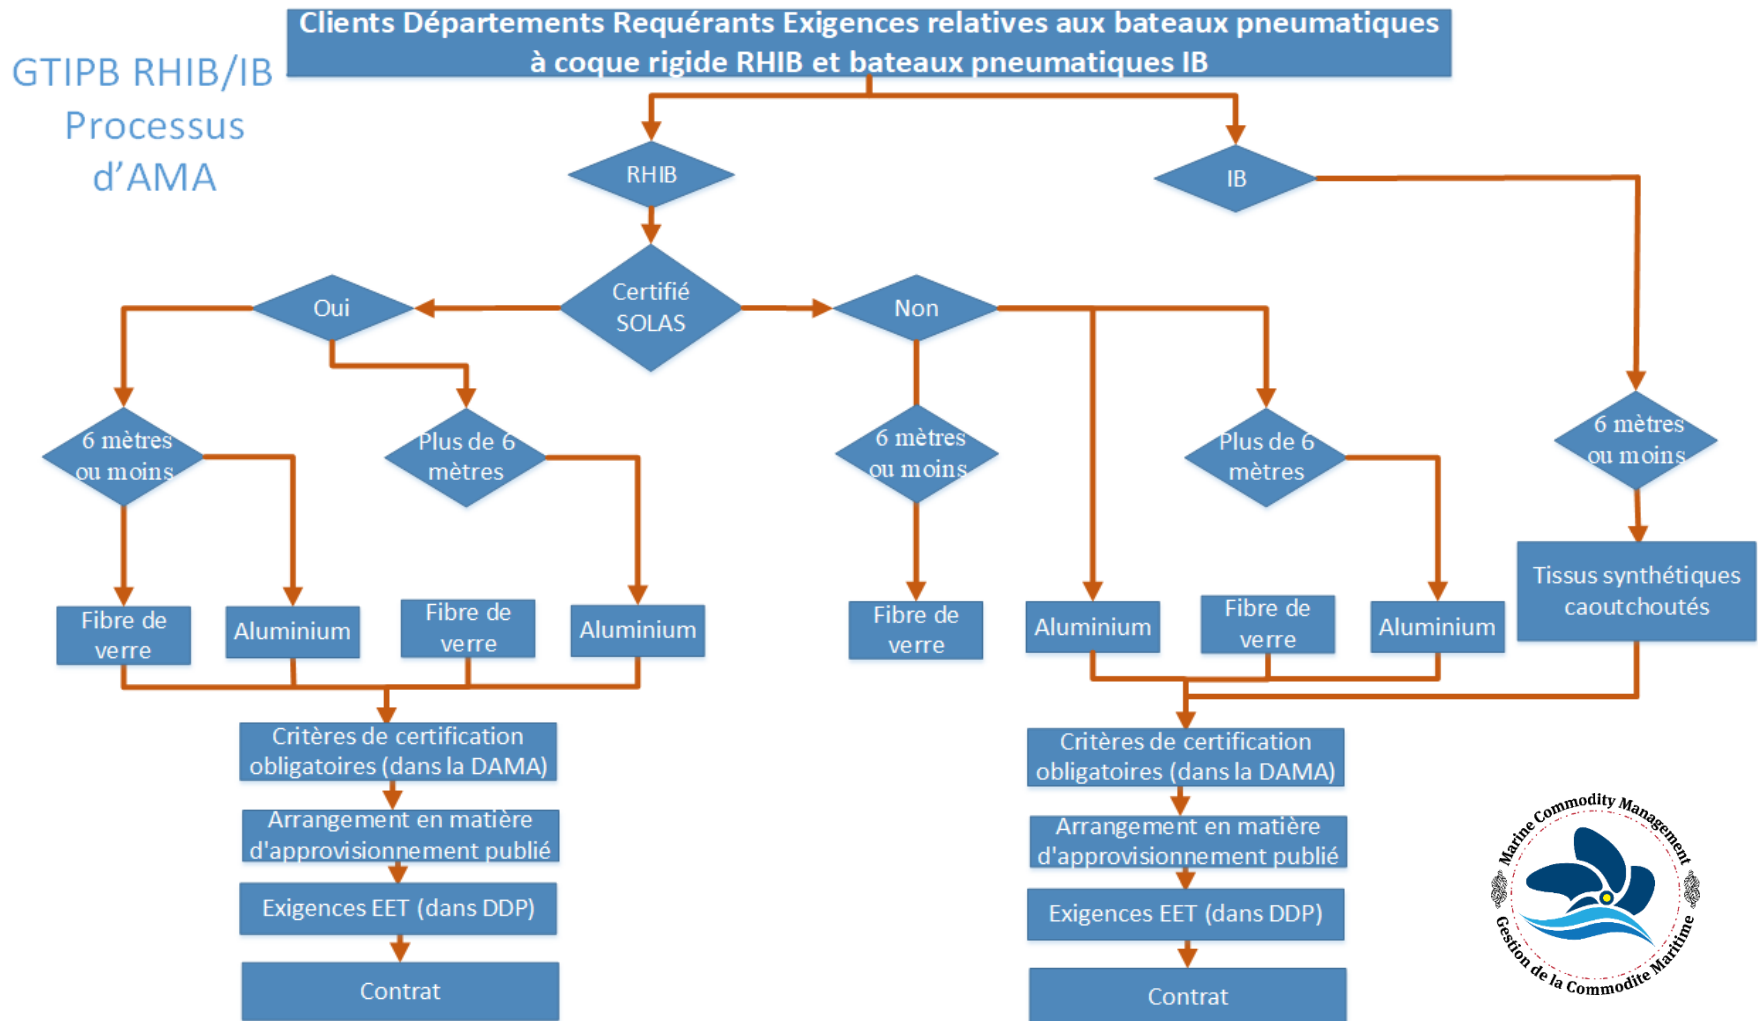 Clients Départements Requérants Exigences relatives aux bateaux pneumatiques
à coque rigide RHIB et bateaux pneumatiques IB
GTIPB RHIB/IB
Processus
d'AMA
RHIB
IB
Certifié
SOLAS
Oui
Non
6 mètres
ou moins
Plus de 6
mètres
6 mètres
ou moins
Plus de 6
mètres
6 mètres
ou moins
Fibre de
verre
Aluminium
Fibre de
verre
Aluminium
Fibre de
verre
Aluminium
Fibre de
verre
Aluminium
Tissus synthétiques
caoutchoutés
Critères de certification
obligatoires (dans la DAMA)
Arrangement en matière
d'approvisionnement publié
Exigences EET (dans DDP)
Contrat
Critères de certification
obligatoires (dans la DAMA)
Arrangement en matière
d'approvisionnement publié
Exigences EET (dans DDP)
Contrat
Marine Commodity Management
Gestion de la Commodite Maritime